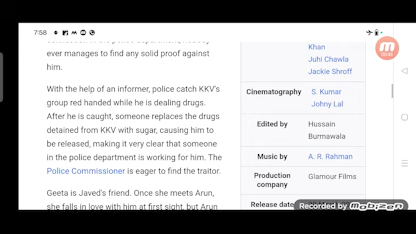 7:58
ever manages to find any solid proof against
him.
With the help of an informer, police catch KKV's
group red handed while he is dealing drugs.
After he is caught, someone replaces the drugs
detained from KKV with sugar, causing him to
be released, making it very clear that someone
in the police department is working for him. The
Police Commissioner is eager to find the traitor.
Geeta is Javed's friend. Once she meets Arun,
she falls in love with him at first sight, but Arun
Khan
Juhi Chawla
Jackie Shroff
Cinematography
S. Kumar
Johny Lal
Edited by
Hussain
Burmawala
Music by
A. R. Rahman
Production
company
Glamour Films
Release date
Recorded by Mobizen